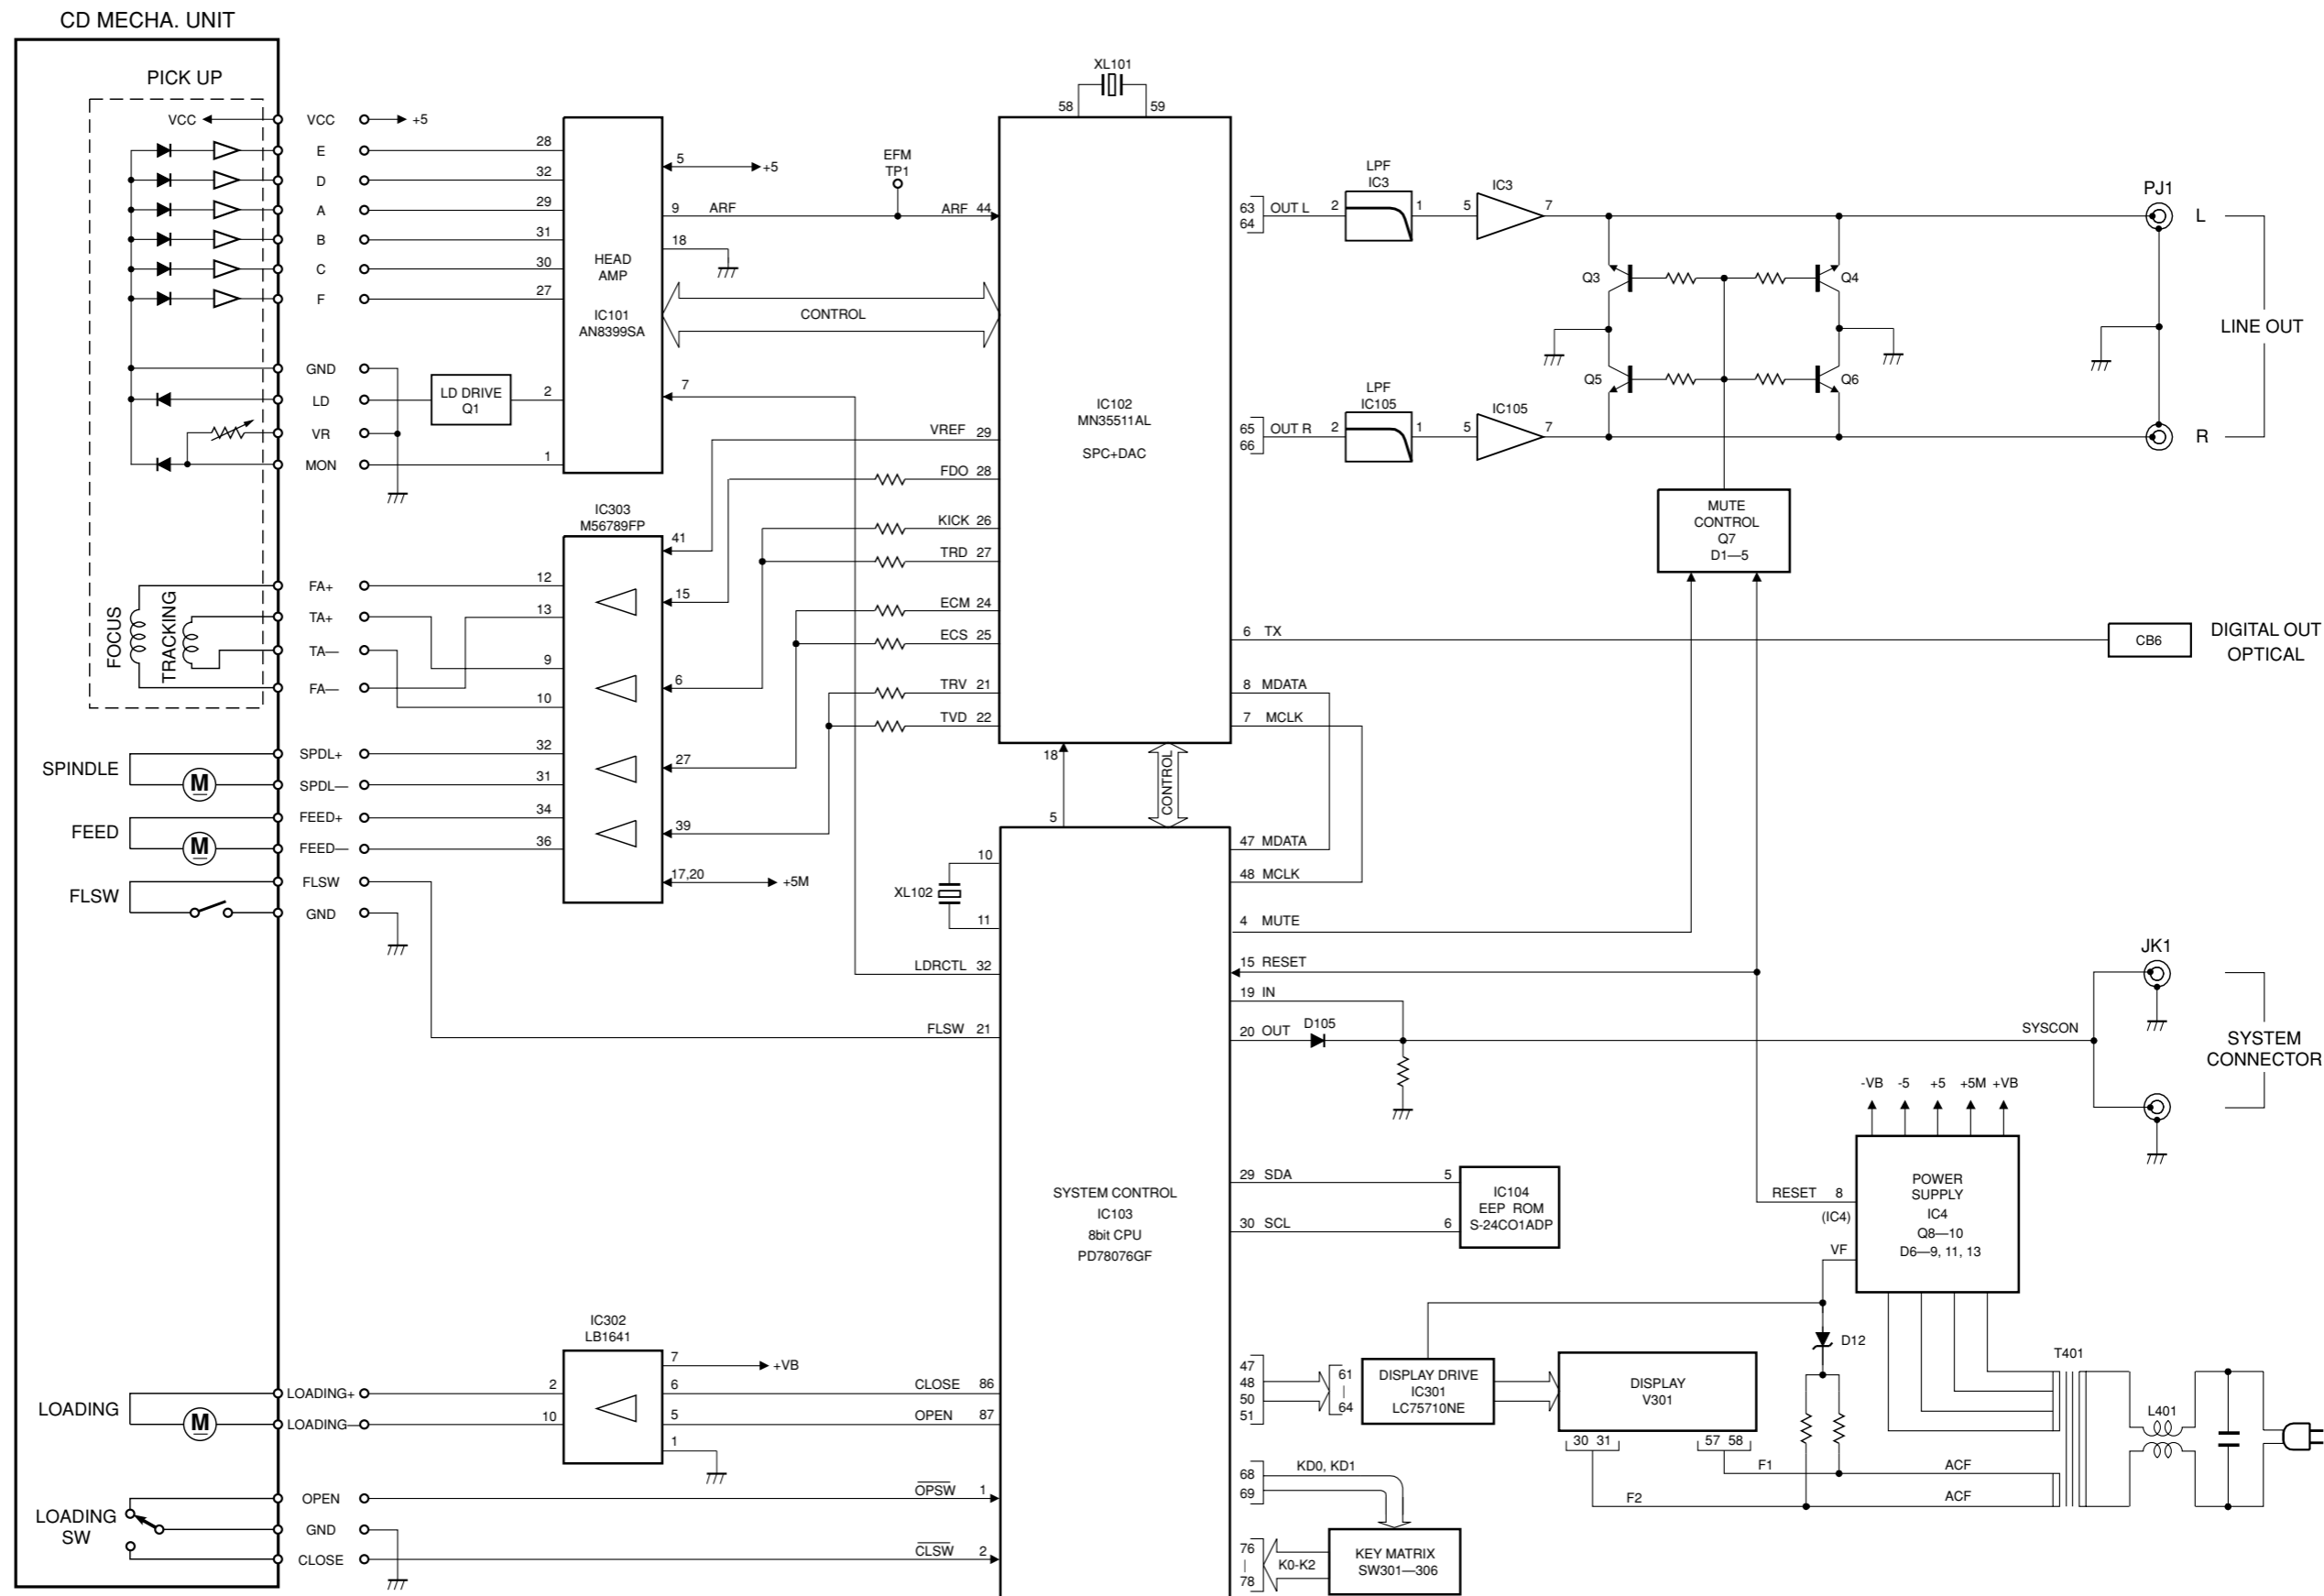 CD MECHA. UNIT
PICK UP
VCC
VCC
+5
E
D
A
B
C
F
GND
LD
VR
MON
28
32
29
31
30
27
2
1
LD DRIVE
Q1
HEAD
AMP
IC101
AN8399SA
5
+5
9
ARF
18
7
EFM
TP1
CONTROL
XL101
58
59
ARF 44
VREF 29
FDO 28
KICK 26
TRD 27
ECM 24
ECS 25
TRV 21
TVD 22
IC102
MN35511AL
SPC+DAC
63
64
OUT L
2
LPF
IC3
1
5
IC3
7
65
66
OUT R
2
LPF
IC105
1
5
IC105
7
Q3
Q4
Q5
Q6
PJ1
L
R
LINE OUT
MUTE
CONTROL
Q7
D1—5
6 TX
CB6
DIGITAL OUT
OPTICAL
8 MDATA
7 MCLK
18
CONTROL
5
IC303
M56789FP
41
15
6
27
39
17,20
+5M
FOCUS
TRACKING
FA+
TA+
TA—
FA—
12
13
9
10
SPINDLE
M
SPDL+
SPDL—
32
31
FEED
M
FEED+
FEED—
34
36
FLSW
FLSW
GND
10
XL102
11
LDRCTL 32
FLSW 21
47 MDATA
48 MCLK
4 MUTE
15 RESET
19 IN
20 OUT
D105
SYSCON
JK1
SYSTEM
CONNECTOR
SYSTEM CONTROL
IC103
8bit CPU
PD78076GF
29 SDA
30 SCL
5
6
IC104
EEP ROM
S-24CO1ADP
-VB -5 +5 +5M +VB
POWER
SUPPLY
IC4
Q8—10
D6—9, 11, 13
RESET 8
(IC4)
VF
D12
T401
L401
IC302
LB1641
7
+VB
6
5
1
CLOSE 86
OPEN 87
LOADING
M
LOADING+
LOADING—
2
10
47
48
50
51
61
|
64
DISPLAY DRIVE
IC301
LC75710NE
DISPLAY
V301
30 31
57 58
F1
ACF
F2
ACF
68
69
KD0, KD1
76
|
78
K0-K2
KEY MATRIX
SW301—306
LOADING
SW
OPEN
GND
CLOSE
OPSW 1
CLSW 2